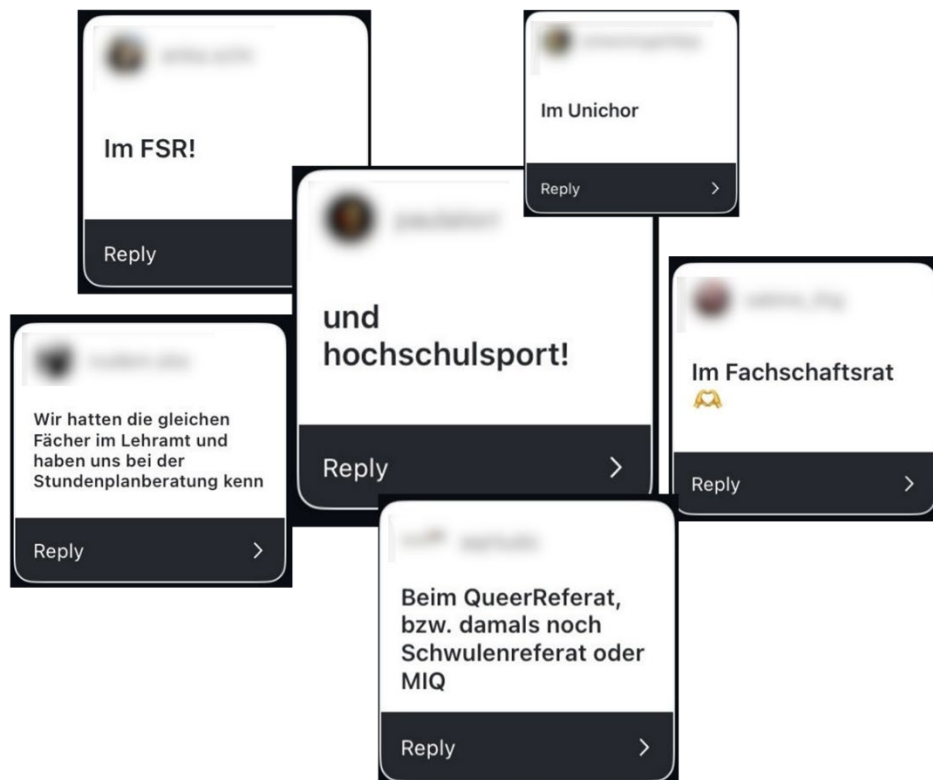 Im FSR!
Reply
Im Unichor
Reply
und
hochschulsport!
Reply
Im Fachschaftsrat
🫶
Reply
Wir hatten die gleichen
Fächer im Lehramt und
haben uns bei der
Stundenplanberatung kenn
Reply
Beim QueerReferat,
bzw. damals noch
Schwulenreferat oder
MIQ
Reply